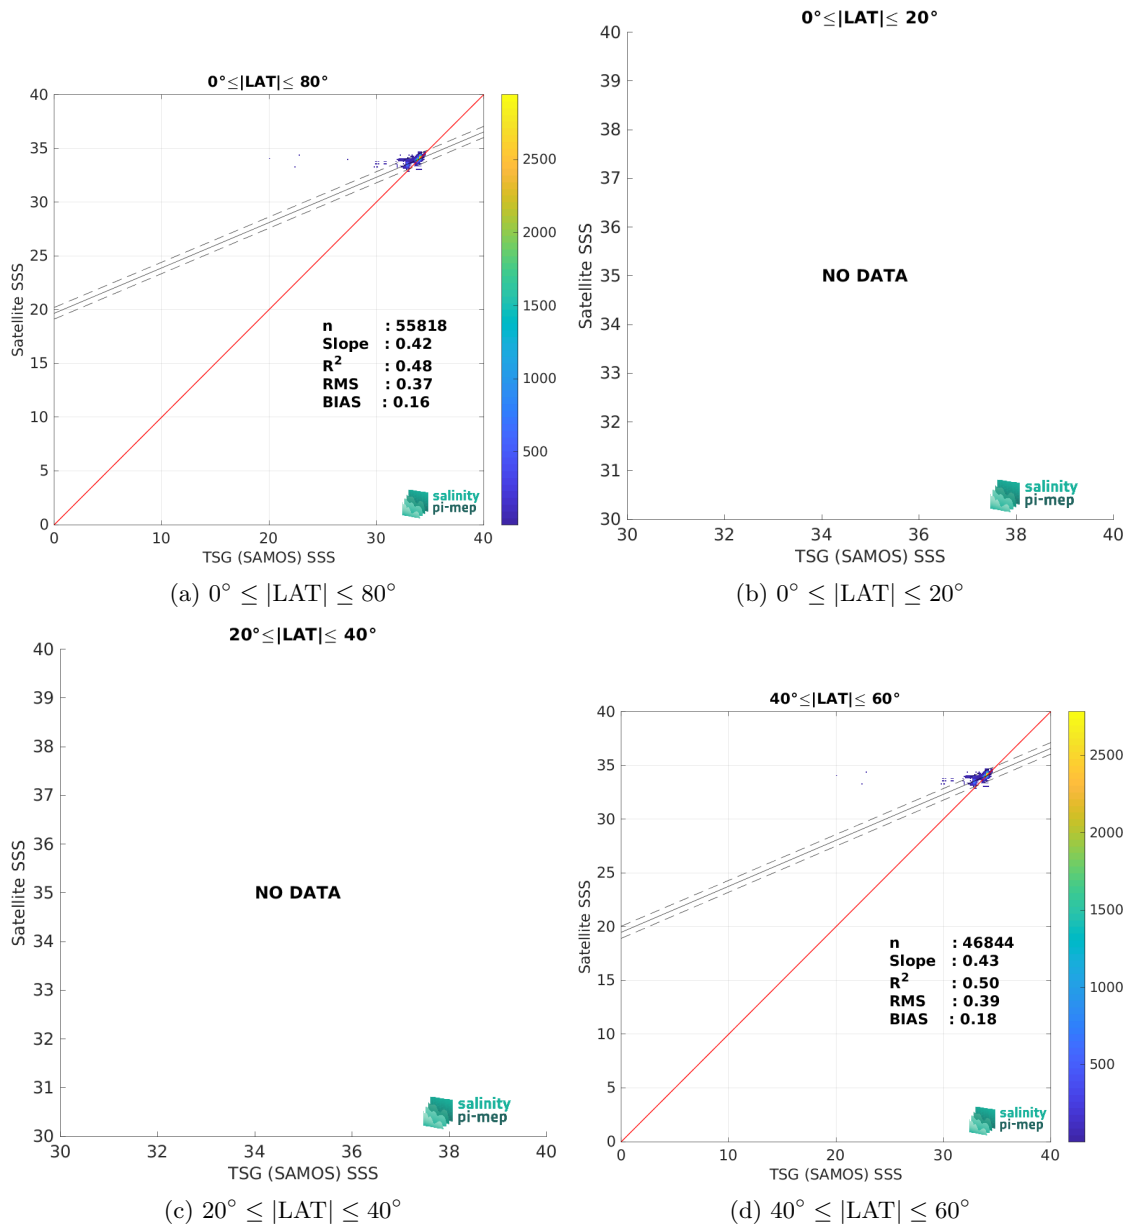 0°≤|LAT|≤ 80°
40
35
30
25
20
15
10
5
0
0
10
20
30
40
Satellite SSS
TSG (SAMOS) SSS
n : 55818
Slope : 0.42
R2 : 0.48
RMS : 0.37
BIAS : 0.16
2500
2000
1500
1000
500
salinity
pi-mep
(a) 0° ≤ |LAT| ≤ 80°
0°≤|LAT|≤ 20°
40
39
38
37
36
35
34
33
32
31
30
30
32
34
36
38
40
Satellite SSS
TSG (SAMOS) SSS
NO DATA
salinity
pi-mep
(b) 0° ≤ |LAT| ≤ 20°
20°≤|LAT|≤ 40°
40
39
38
37
36
35
34
33
32
31
30
30
32
34
36
38
40
Satellite SSS
TSG (SAMOS) SSS
NO DATA
salinity
pi-mep
(c) 20° ≤ |LAT| ≤ 40°
40°≤|LAT|≤ 60°
40
35
30
25
20
15
10
5
0
0
10
20
30
40
Satellite SSS
TSG (SAMOS) SSS
n : 46844
Slope : 0.43
R2 : 0.50
RMS : 0.39
BIAS : 0.18
2500
2000
1500
1000
500
salinity
pi-mep
(d) 40° ≤ |LAT| ≤ 60°